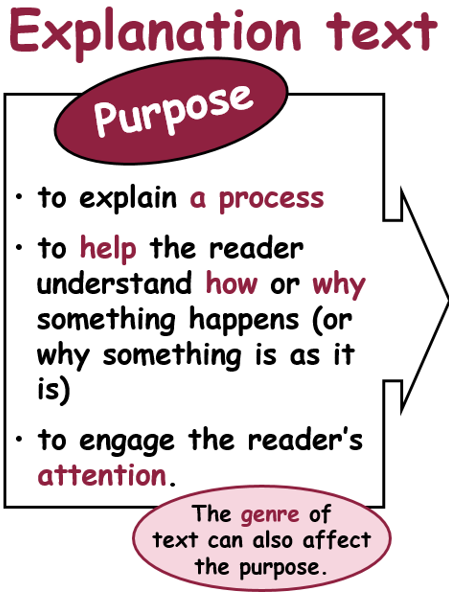 Explanation text
Purpose
• to explain a process
• to help the reader
understand how or why
something happens (or
why something is as it
is)
• to engage the reader's
attention.
The genre of
text can also affect
the purpose.